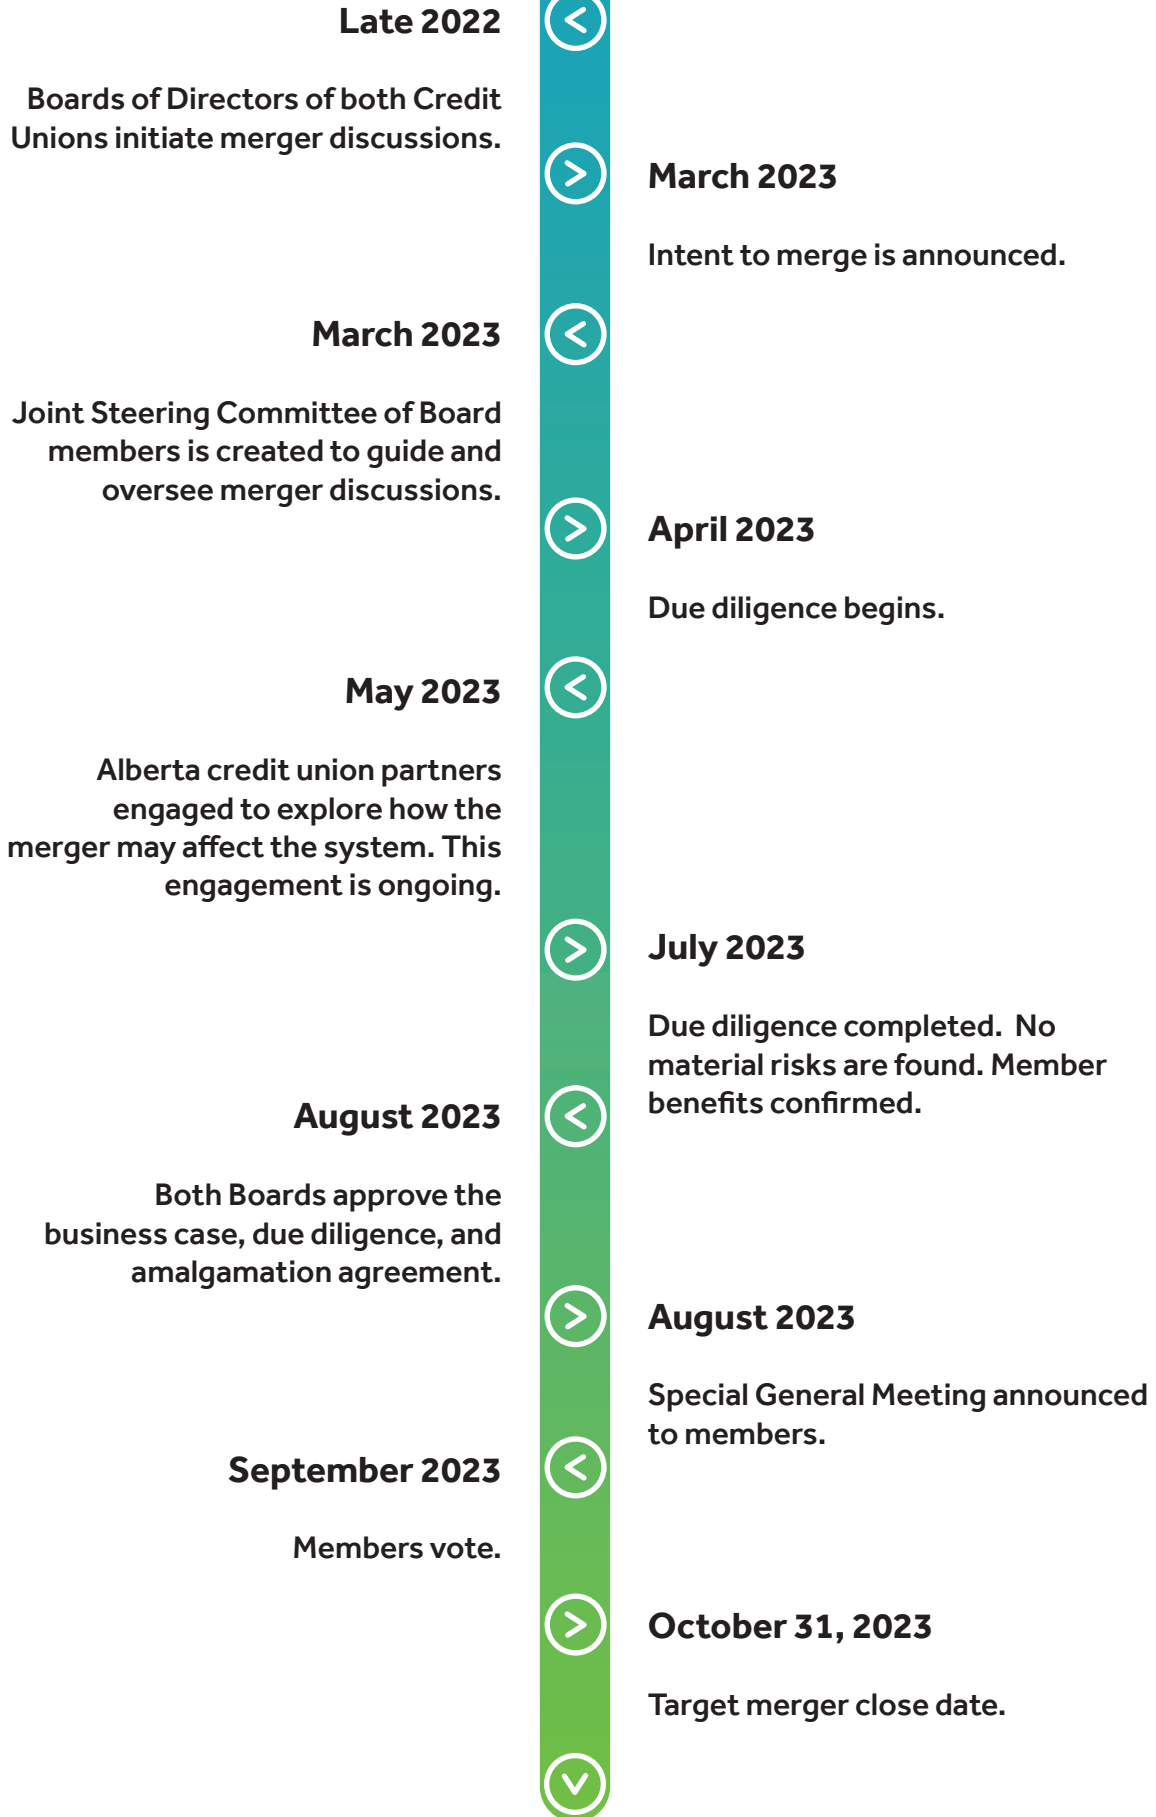 Late 2022
Boards of Directors of both Credit
Unions initiate merger discussions.
March 2023
Intent to merge is announced.
March 2023
Joint Steering Committee of Board
members is created to guide and
oversee merger discussions.
April 2023
Due diligence begins.
May 2023
Alberta credit union partners
engaged to explore how the
merger may affect the system. This
engagement is ongoing.
July 2023
Due diligence completed.  No
material risks are found. Member
benefits confirmed.
August 2023
Both Boards approve the
business case, due diligence, and
amalgamation agreement.
August 2023
Special General Meeting announced
to members.
September 2023
Members vote.
October 31, 2023
Target merger close date.